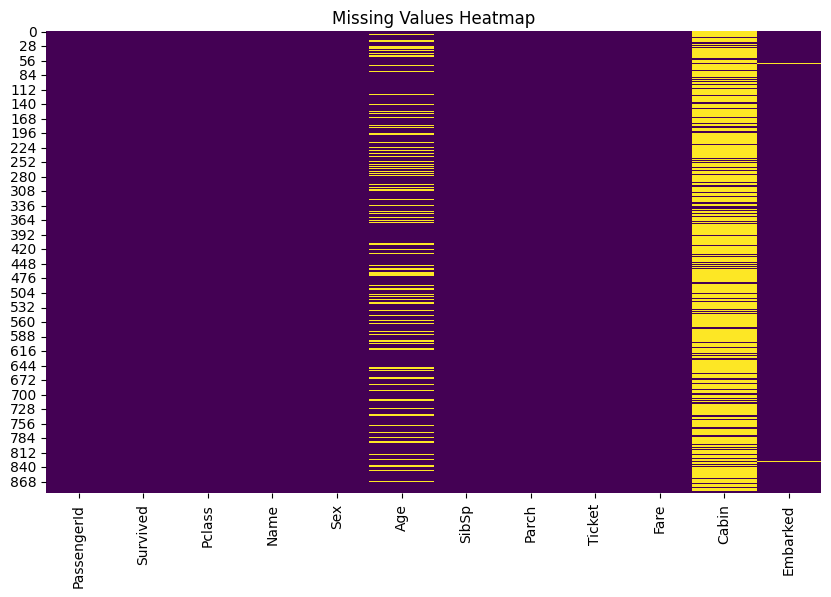 Missing Values Heatmap
0
28
56
84
112
140
168
196
224
252
280
308
336
364
392
420
448
476
504
532
560
588
616
644
672
700
728
756
784
812
840
868
PassengerId
Survived
Pclass
Name
Sex
Age
SibSp
Parch
Ticket
Fare
Cabin
Embarked